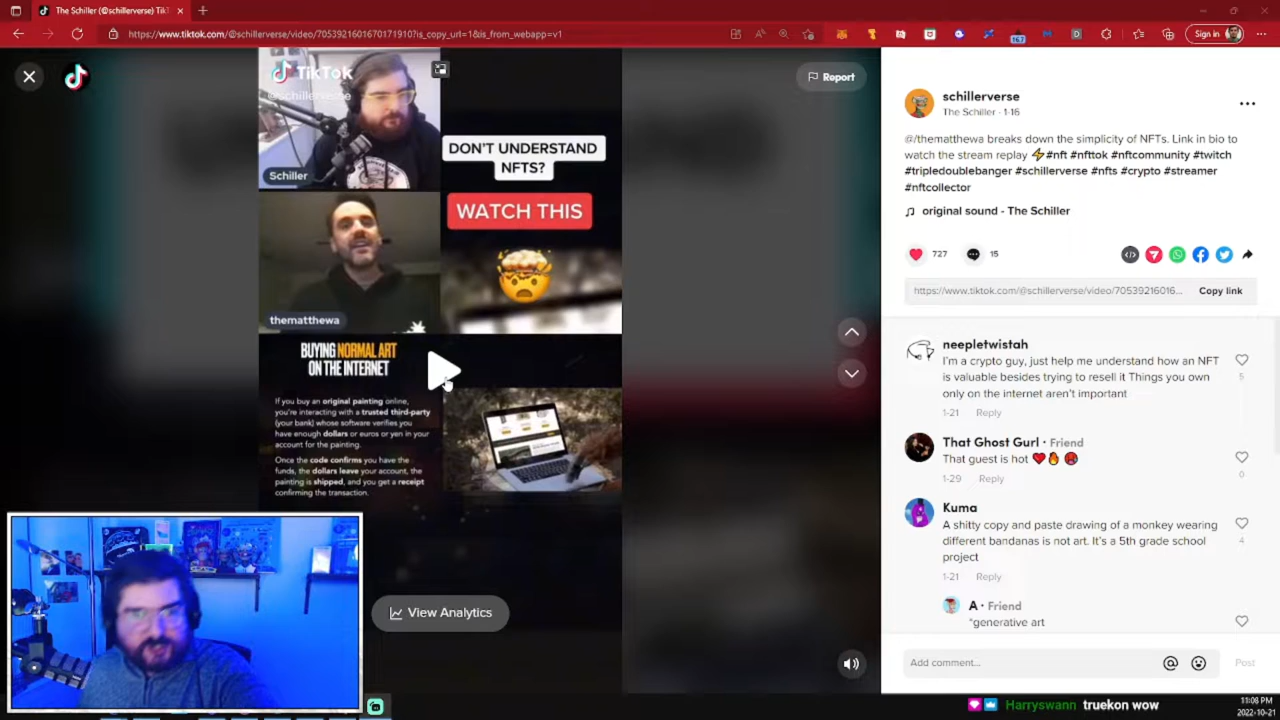 The Schiller (@schillerverse) Tik
https://www.tiktok.com/@schillerverse/video/7053921601670171910?is_copy_url=1&is_from_webapp=v1
167
Sign in
TikTok
@schillerverse
Report
Schiller
DON'T UNDERSTAND
NFTS?
WATCH THIS
thematthewa
BUYING NORMAL ART
ON THE INTERNET
If you buy an original painting online,
you're interacting with a trusted third-party
(your bank) whose software verifies you
have enough dollars or euros or yen in your
account for the painting.
Once the code confirms you have the
funds, the dollars leave your account, the
painting is shipped, and you get a receipt
confirming the transaction.
View Analytics
schillerverse
The Schiller · 1-16
@/thematthewa breaks down the simplicity of NFTs. Link in bio to
watch the stream replay ⚡#nft #nfttok #nftcommunity #twitch
#tripledoublebanger #schillerverse #nfts #crypto #streamer
#nftcollector
original sound - The Schiller
727
15
https://www.tiktok.com/@schillerverse/video/70539216016...
Copy link
neepletwistah
I'm a crypto guy, just help me understand how an NFT
is valuable besides trying to resell it Things you own
only on the internet aren't important
5
1-21 Reply
That Ghost Gurl · Friend
That guest is hot ❤️🔥🥵
0
1-29 Reply
Kuma
A shitty copy and paste drawing of a monkey wearing
different bandanas is not art. It's a 5th grade school
project
4
1-21 Reply
A · Friend
*generative art
Add comment...
Post
Harryswann truekon wow
11:08 PM
2022-10-21